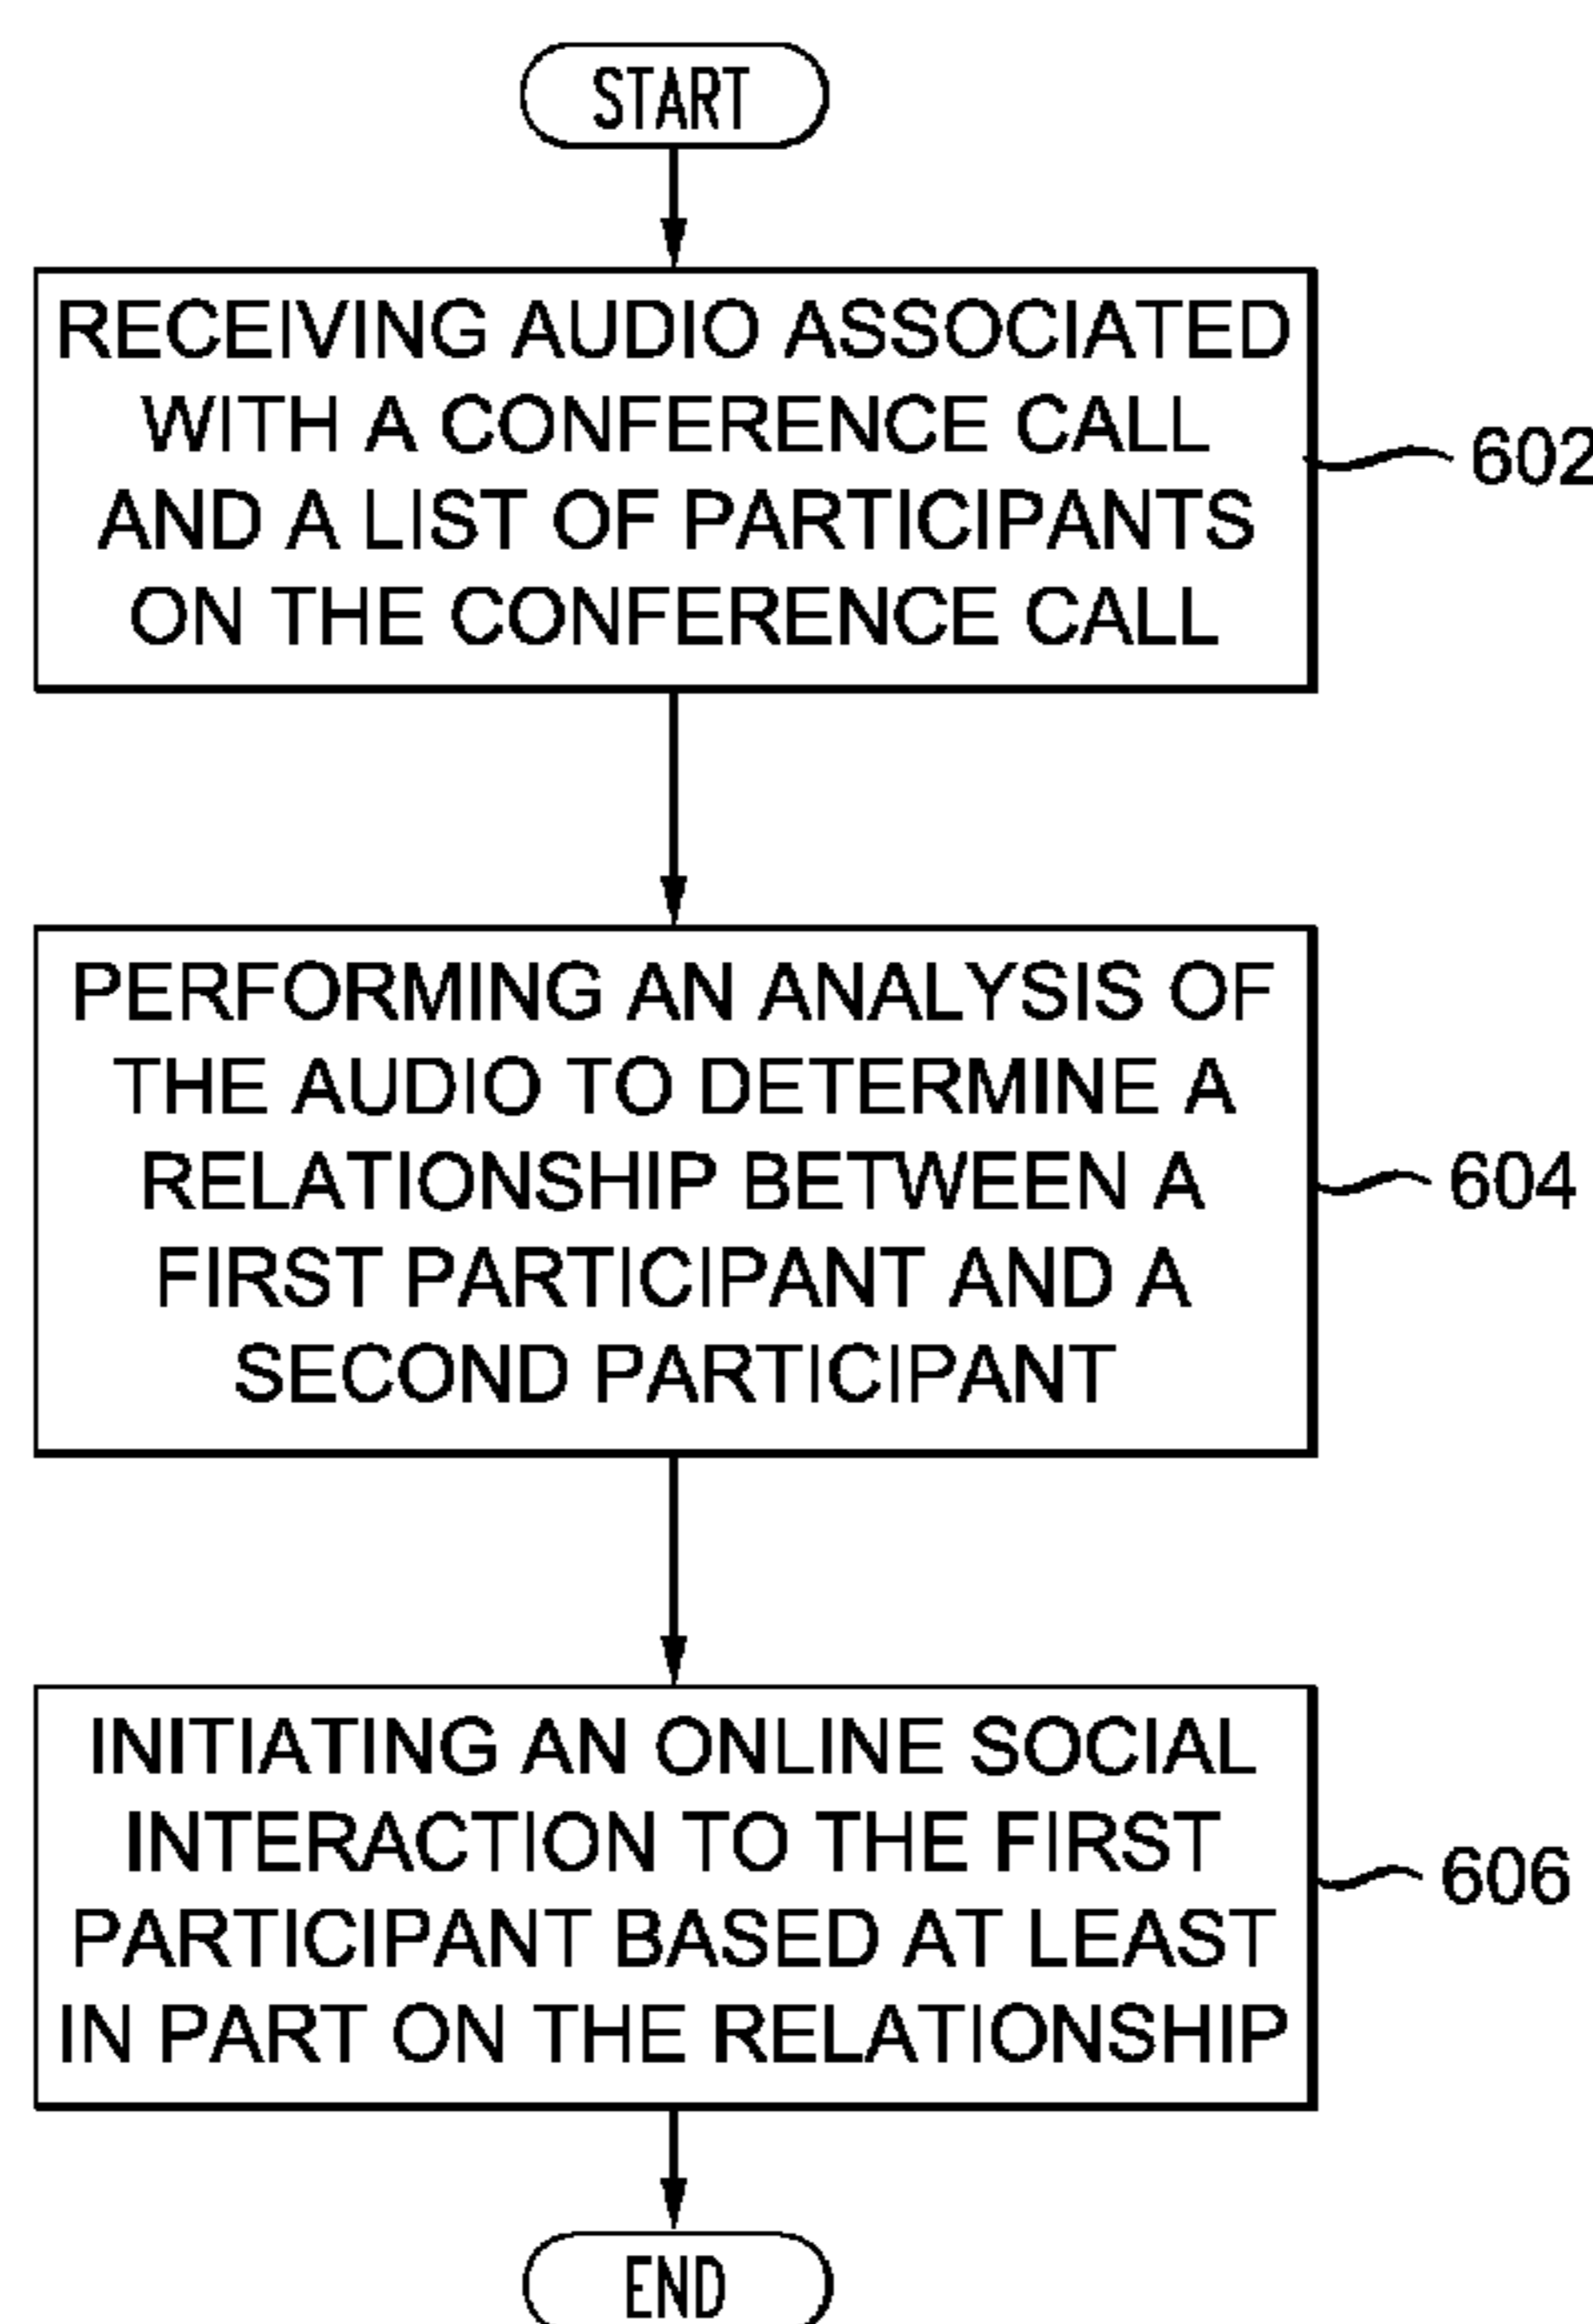 START
RECEIVING AUDIO ASSOCIATED
WITH A CONFERENCE CALL
AND A LIST OF PARTICIPANTS
ON THE CONFERENCE CALL
602
PERFORMING AN ANALYSIS OF
THE AUDIO TO DETERMINE A
RELATIONSHIP BETWEEN A
FIRST PARTICIPANT AND A
SECOND PARTICIPANT
604
INITIATING AN ONLINE SOCIAL
INTERACTION TO THE FIRST
PARTICIPANT BASED AT LEAST
IN PART ON THE RELATIONSHIP
606
END